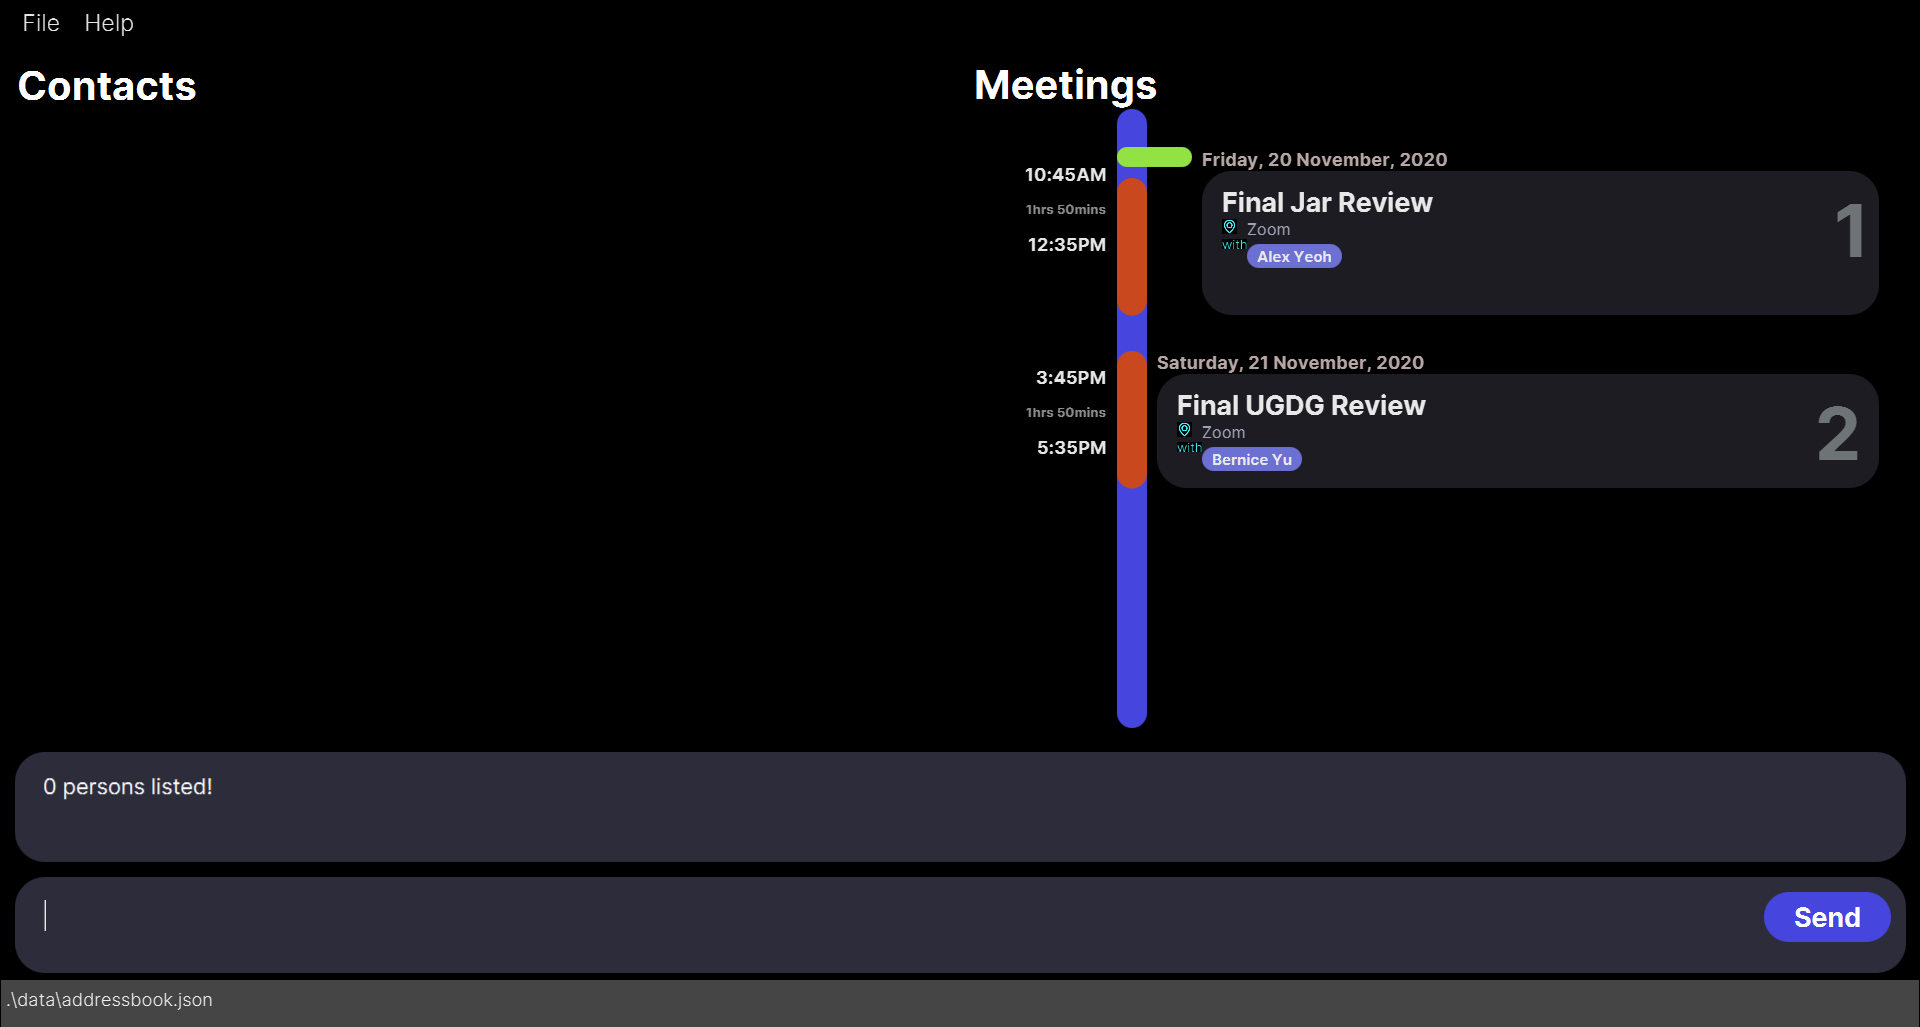 File Help
Contacts
Meetings
Friday, 20 November, 2020
10:45AM
1hrs 50mins
12:35PM
Final Jar Review
Zoom
with Alex Yeoh
1
Saturday, 21 November, 2020
3:45PM
1hrs 50mins
5:35PM
Final UGDG Review
Zoom
with Bernice Yu
2
0 persons listed!
Send
.\data\addressbook.json